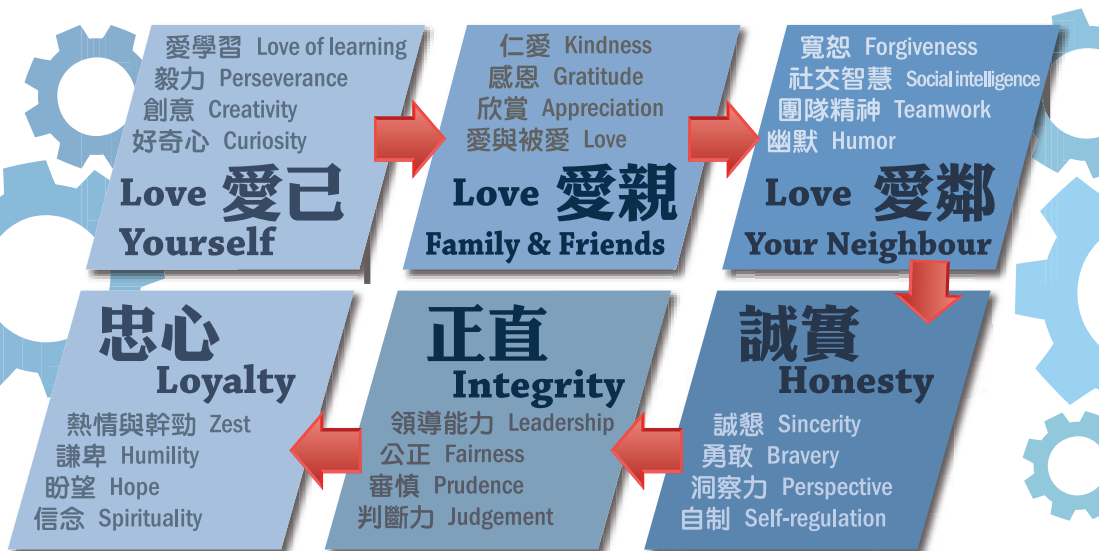 愛學習 Love of learning
毅力 Perseverance
創意 Creativity
好奇心 Curiosity
Love 愛己
Yourself
仁愛 Kindness
感恩 Gratitude
欣賞 Appreciation
愛與被愛 Love
Love 愛親
Family & Friends
寬恕 Forgiveness
社交智慧 Social intelligence
團隊精神 Teamwork
幽默 Humor
Love 愛鄰
Your Neighbour
誠實
Honesty
誠懇 Sincerity
勇敢 Bravery
洞察力 Perspective
自制 Self-regulation
正直
Integrity
領導能力 Leadership
公正 Fairness
審慎 Prudence
判斷力 Judgement
忠心
Loyalty
熱情與幹勁 Zest
謙卑 Humility
盼望 Hope
信念 Spirituality